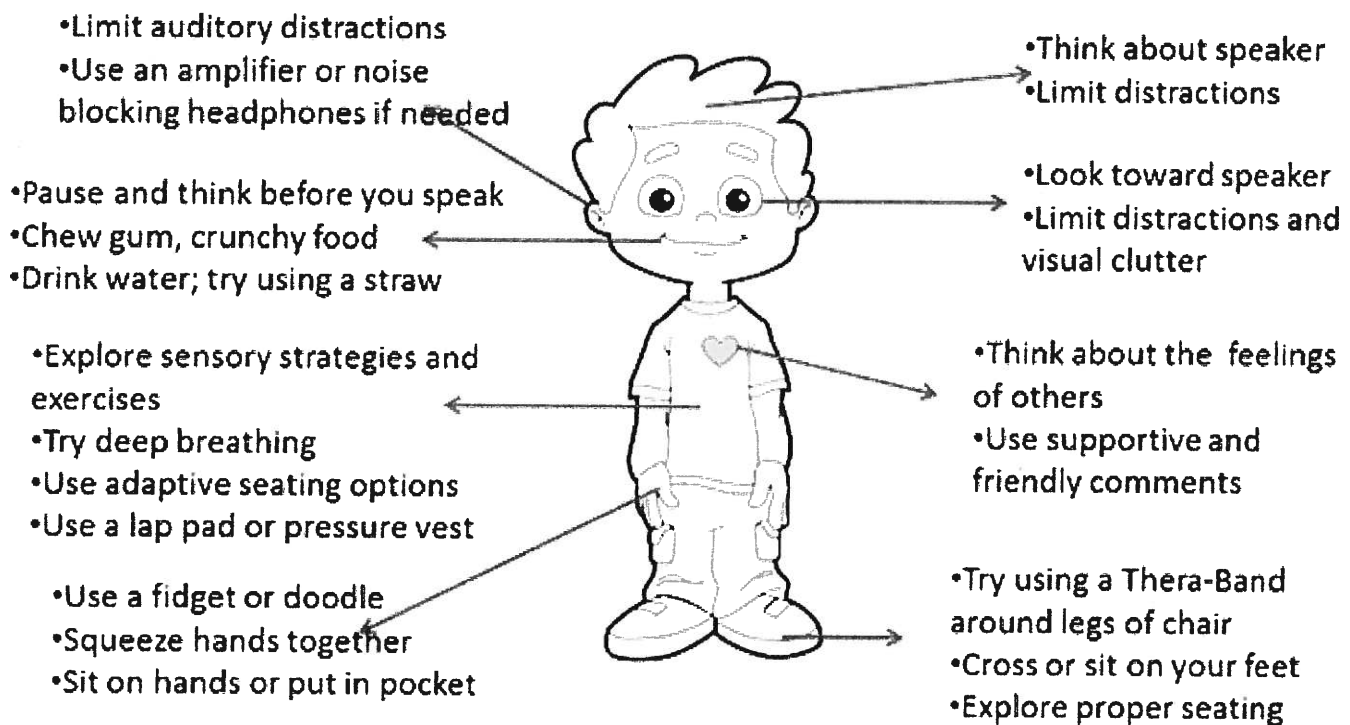 •Limit auditory distractions
•Use an amplifier or noise
blocking headphones if needed
•Pause and think before you speak
•Chew gum, crunchy food
•Drink water; try using a straw
•Explore sensory strategies and
exercises
•Try deep breathing
•Use adaptive seating options
•Use a lap pad or pressure vest
•Use a fidget or doodle
•Squeeze hands together
•Sit on hands or put in pocket
•Think about speaker
•Limit distractions
•Look toward speaker
•Limit distractions and
visual clutter
•Think about the feelings
of others
•Use supportive and
friendly comments
•Try using a Thera-Band
around legs of chair
•Cross or sit on your feet
•Explore proper seating